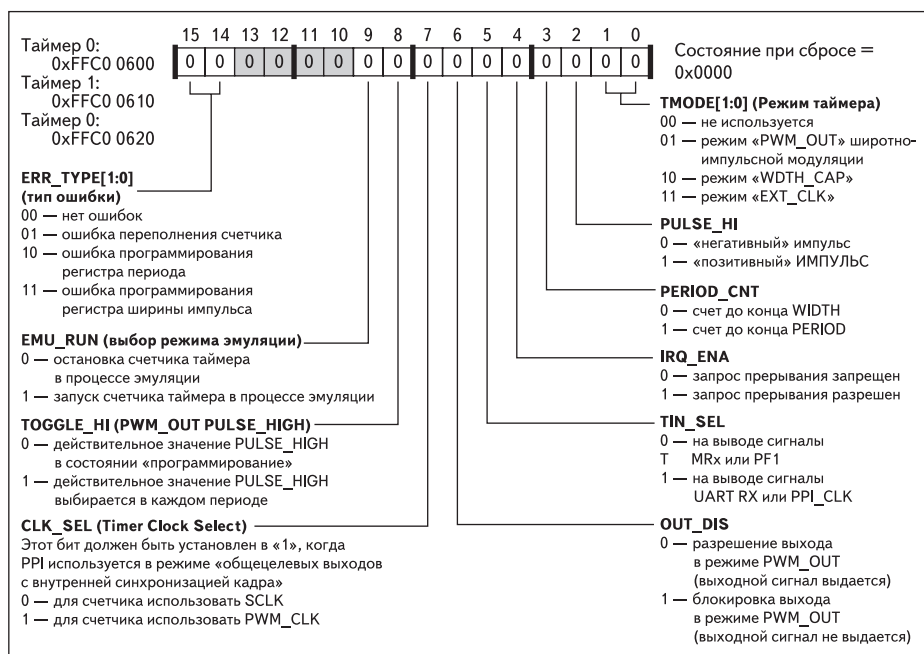 Таймер 0:
0xFFC0 0600
Таймер 1:
0xFFC0 0610
Таймер 0:
0xFFC0 0620
15 14 13 12 11 10 9 8 7 6 5 4 3 2 1 0
0 0 0 0 0 0 0 0 0 0 0 0 0 0 0 0
Состояние при сбросе =
0x0000
ERR_TYPE[1:0]
(тип ошибки)
00 — нет ошибок
01 — ошибка переполнения счетчика
10 — ошибка программирования
регистра периода
11 — ошибка программирования
регистра ширины импульса
EMU_RUN (выбор режима эмуляции)
0 — остановка счетчика таймера
в процессе эмуляции
1 — запуск счетчика таймера в процессе эмуляции
TOGGLE_HI (PWM_OUT PULSE_HIGH)
0 — действительное значение PULSE_HIGH
в состоянии «программирование»
1 — действительное значение PULSE_HIGH
выбирается в каждом периоде
CLK_SEL (Timer Clock Select)
Этот бит должен быть установлен в «1», когда
PPI используется в режиме «общецелевых выходов
с внутренней синхронизацией кадра»
0 — для счетчика использовать SCLK
1 — для счетчика использовать PWM_CLK
TMODE[1:0] (Режим таймера)
00 — не используется
01 — режим «PWM_OUT» широтно-
импульсной модуляции
10 — режим «WDTH_CAP»
11 — режим «EXT_CLK»
PULSE_HI
0 — «негативный» импульс
1 — «позитивный» ИМПУЛЬС
PERIOD_CNT
0 — счет до конца WIDTH
1 — счет до конца PERIOD
IRQ_ENA
0 — запрос прерывания запрещен
1 — запрос прерывания разрешен
TIN_SEL
0 — на выводе сигналы
T MRx или PF1
1 — на выводе сигналы
UART RX или PPI_CLK
OUT_DIS
0 — разрешение выхода
в режиме PWM_OUT
(выходной сигнал выдается)
1 — блокировка выхода
в режиме PWM_OUT
(выходной сигнал не выдается)